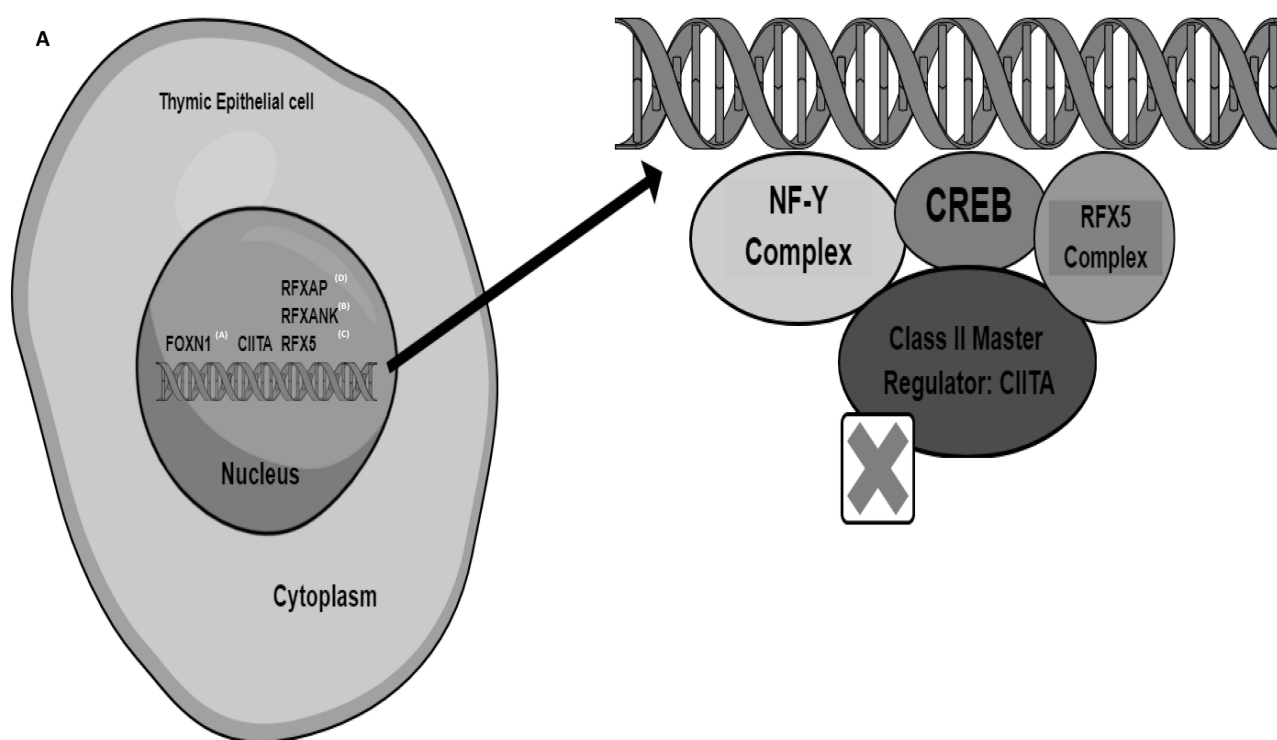 A
Thymic Epithelial cell
RFXAP (D)
RFXANK (B)
FOXN1 (A) CIITA RFX5 (C)
Nucleus
Cytoplasm
NF-Y
Complex
CREB
RFX5
Complex
Class II Master
Regulator: CIITA